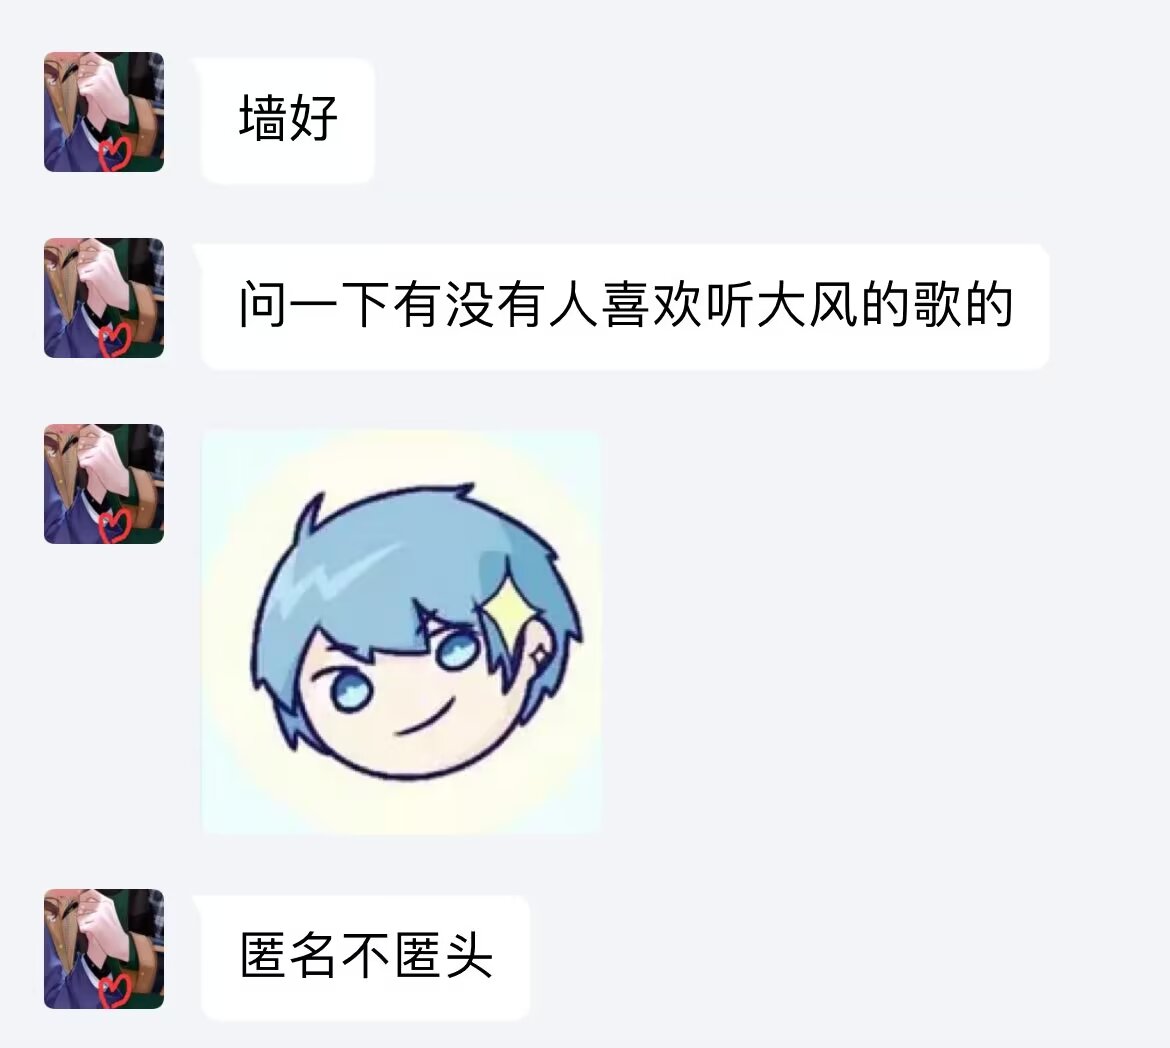 墙好
问一下有没有人喜欢听大风的歌的
匿名不匿头